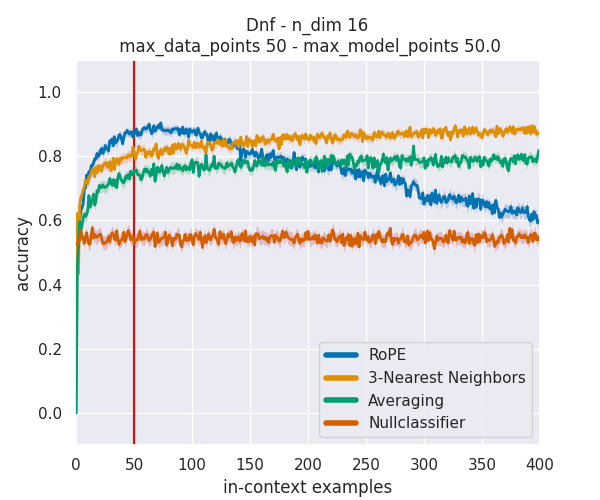 Dnf - n_dim 16
max_data_points 50 - max_model_points 50.0
accuracy
1.0
0.8
0.6
0.4
0.2
0.0
RoPE
3-Nearest Neighbors
Averaging
Nullclassifier
0 50 100 150 200 250 300 350 400
in-context examples